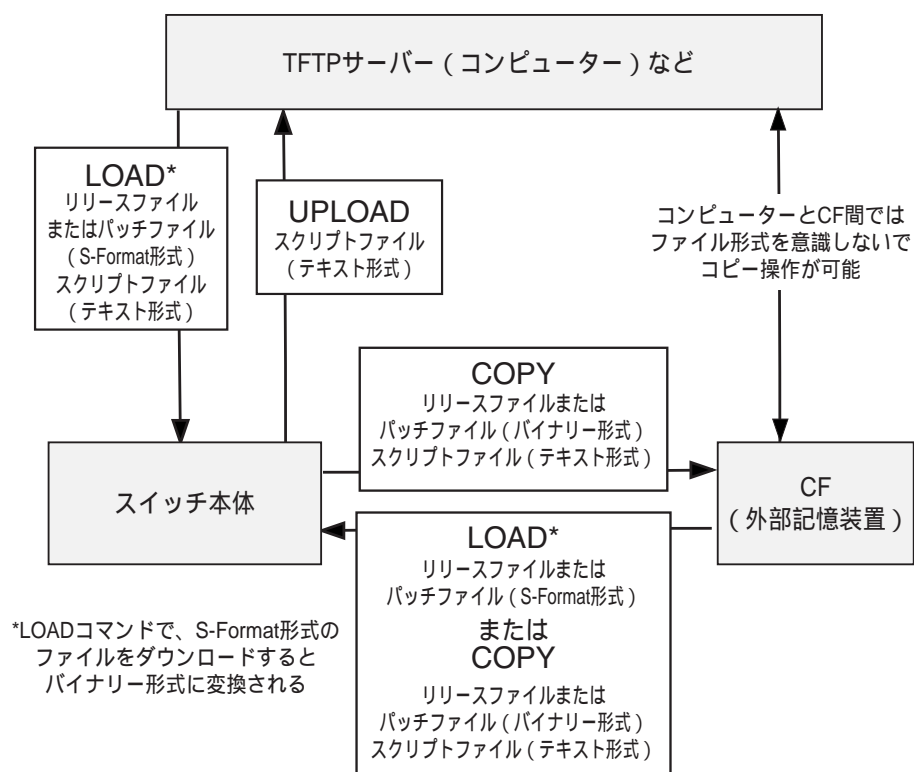 TFTPサーバー（コンピューター）など
LOAD*
リリースファイル
またはパッチファイル
（S-Format形式）
スクリプトファイル
（テキスト形式）
UPLOAD
スクリプトファイル
（テキスト形式）
コンピューターとCF間では
ファイル形式を意識しないで
コピー操作が可能
COPY
リリースファイルまたは
パッチファイル（バイナリー形式）
スクリプトファイル（テキスト形式）
スイッチ本体
CF
（外部記憶装置）
LOAD*
リリースファイルまたは
パッチファイル（S-Format形式）
または
COPY
リリースファイルまたは
パッチファイル（バイナリー形式）
スクリプトファイル（テキスト形式）
*LOADコマンドで、S-Format形式の
ファイルをダウンロードすると
バイナリー形式に変換される